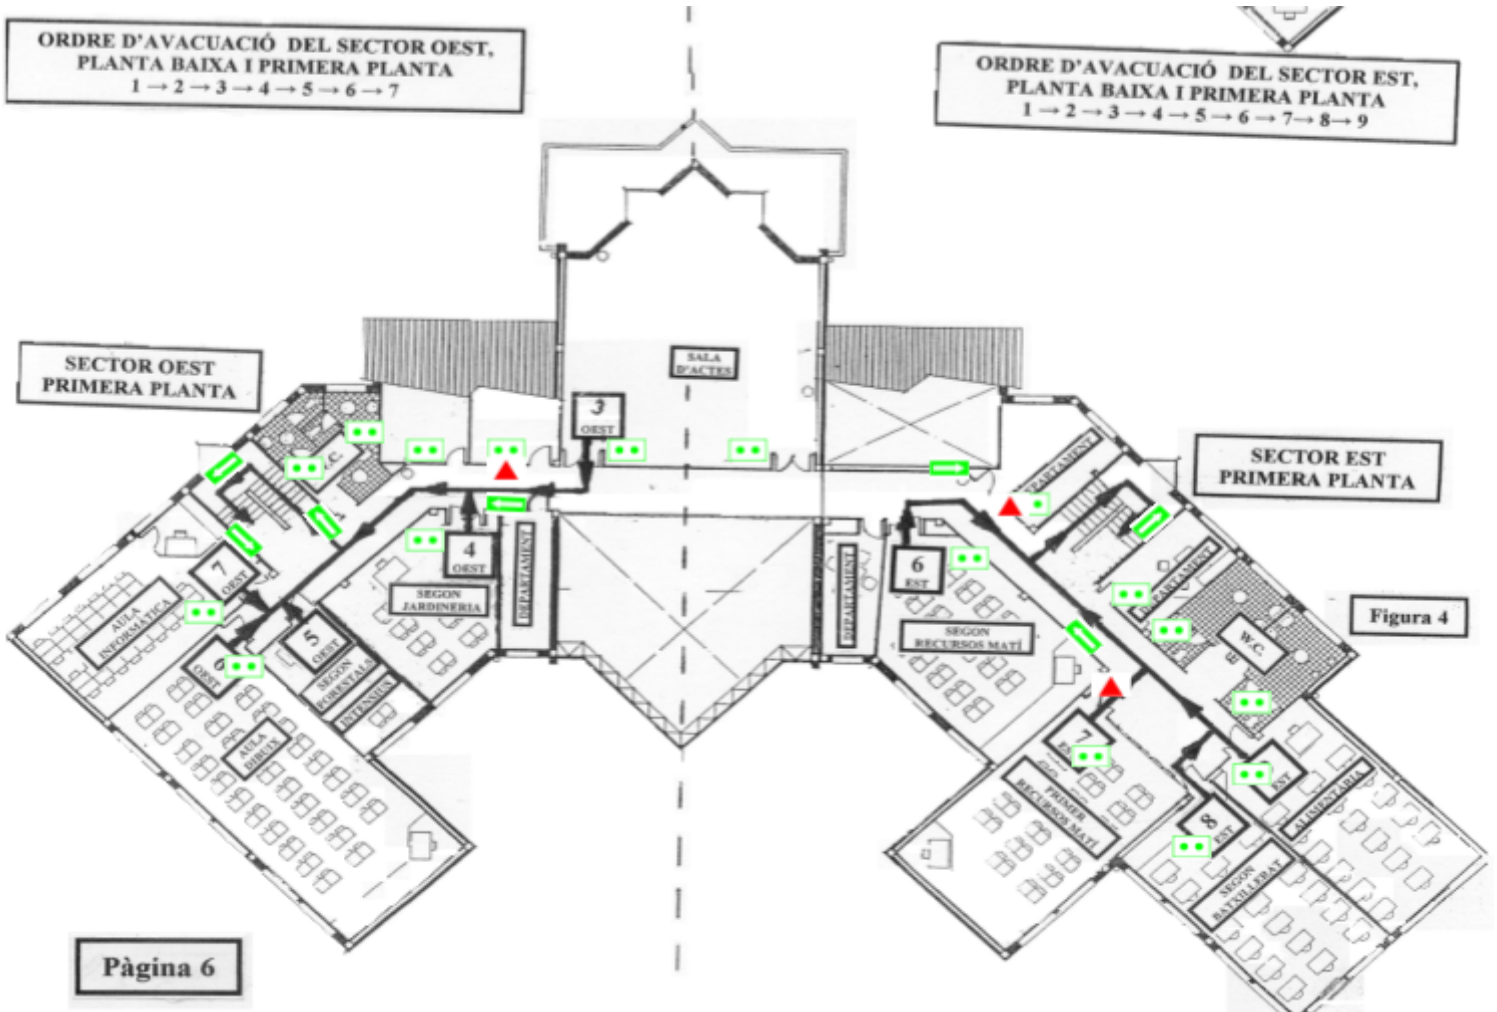 ORDRE D'AVACUACIÓ DEL SECTOR OEST,
PLANTA BAIXA I PRIMERA PLANTA
1 → 2 → 3 → 4 → 5 → 6 → 7
ORDRE D'AVACUACIÓ DEL SECTOR EST,
PLANTA BAIXA I PRIMERA PLANTA
1 → 2 → 3 → 4 → 5 → 6 → 7 → 8 → 9
SECTOR OEST
PRIMERA PLANTA
SALA
D'ACTES
3
OEST
SECTOR EST
PRIMERA PLANTA
4
OEST
SEGON
JARDINERIA
DEPARTAMENT
DEPARTAMENT
6
EST
SEGON
RECURSOS MATÍ
W.C.
Figura 4
7
OEST
AULA
INFORMÀTICA
5
OEST
6
OEST
SEGON
FORESTALS
AULA
DIBUIX
7
PRIMER
RECURSOS MATÍ
EST
ALIMENTÀRIA
8
EST
SEGON
BATXILLERAT
Pàgina 6